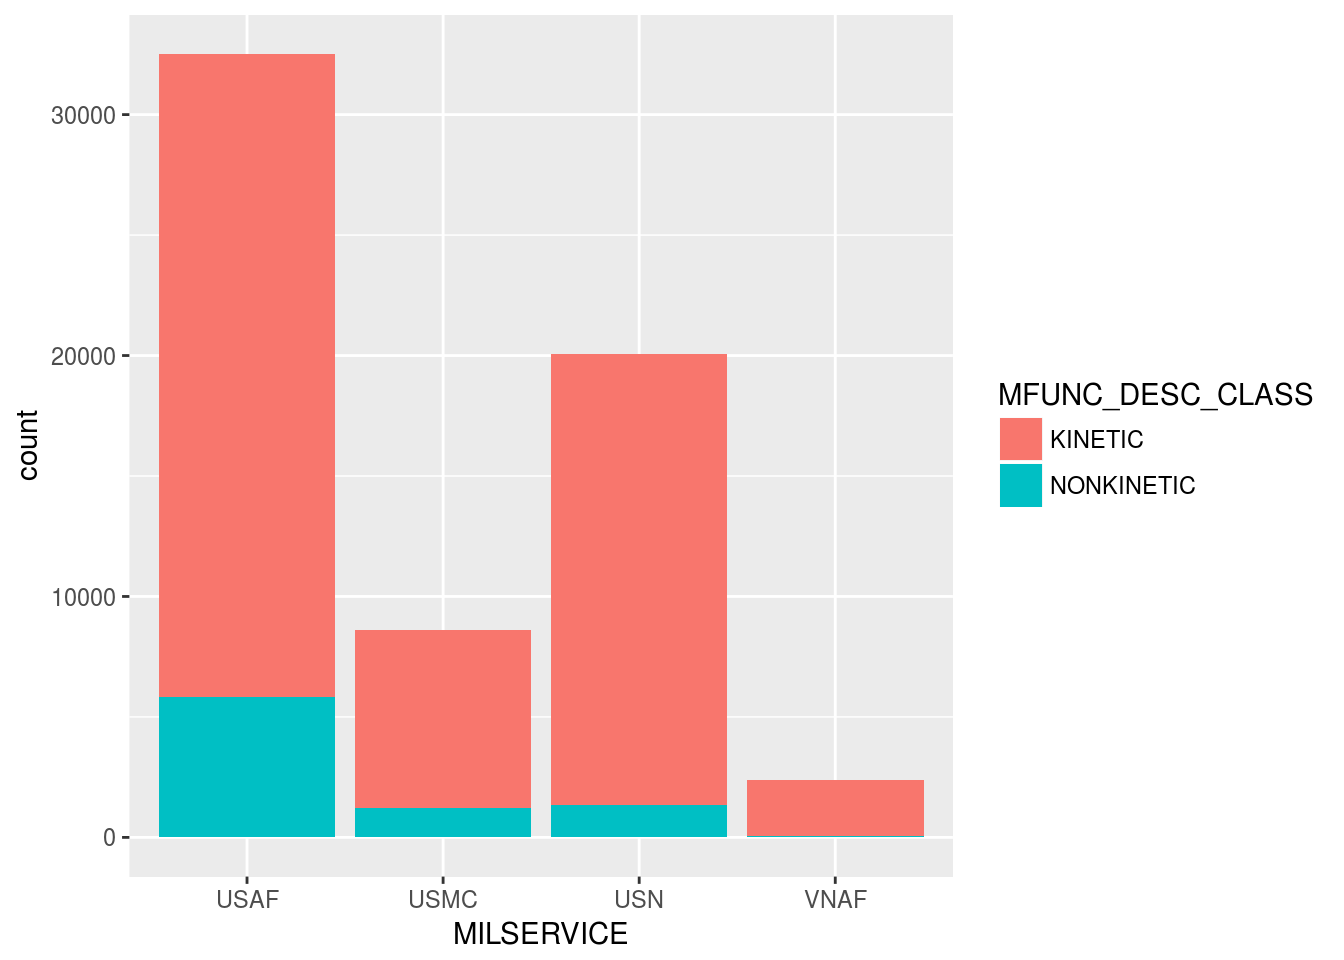 30000
20000
10000
0
count
USAF USMC USN VNAF
MILSERVICE
MFUNC_DESC_CLASS
KINETIC
NONKINETIC